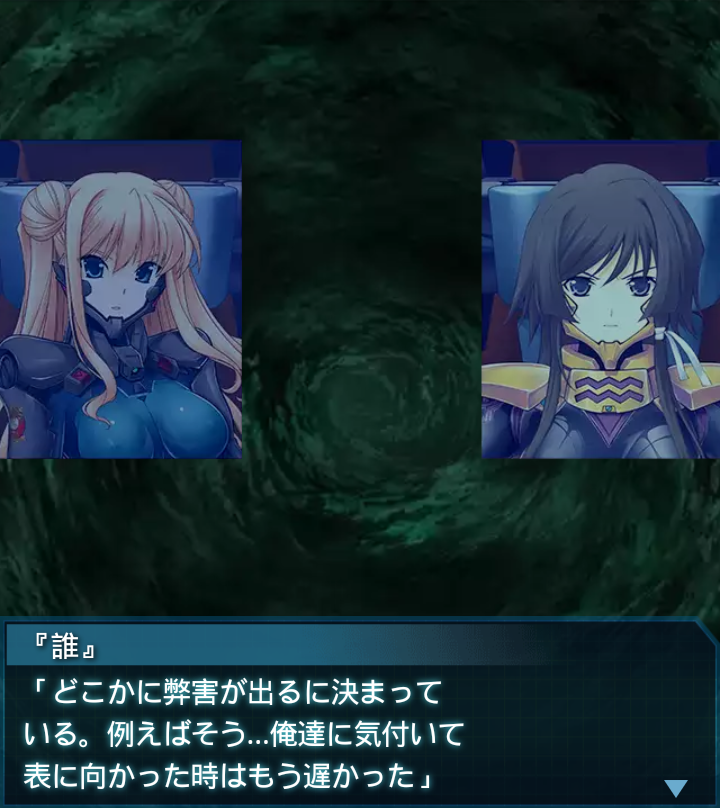 『誰』
「どこかに弊害が出るに決まって
いる。例えばそう…俺達に気付いて
表に向かった時はもう遅かった」